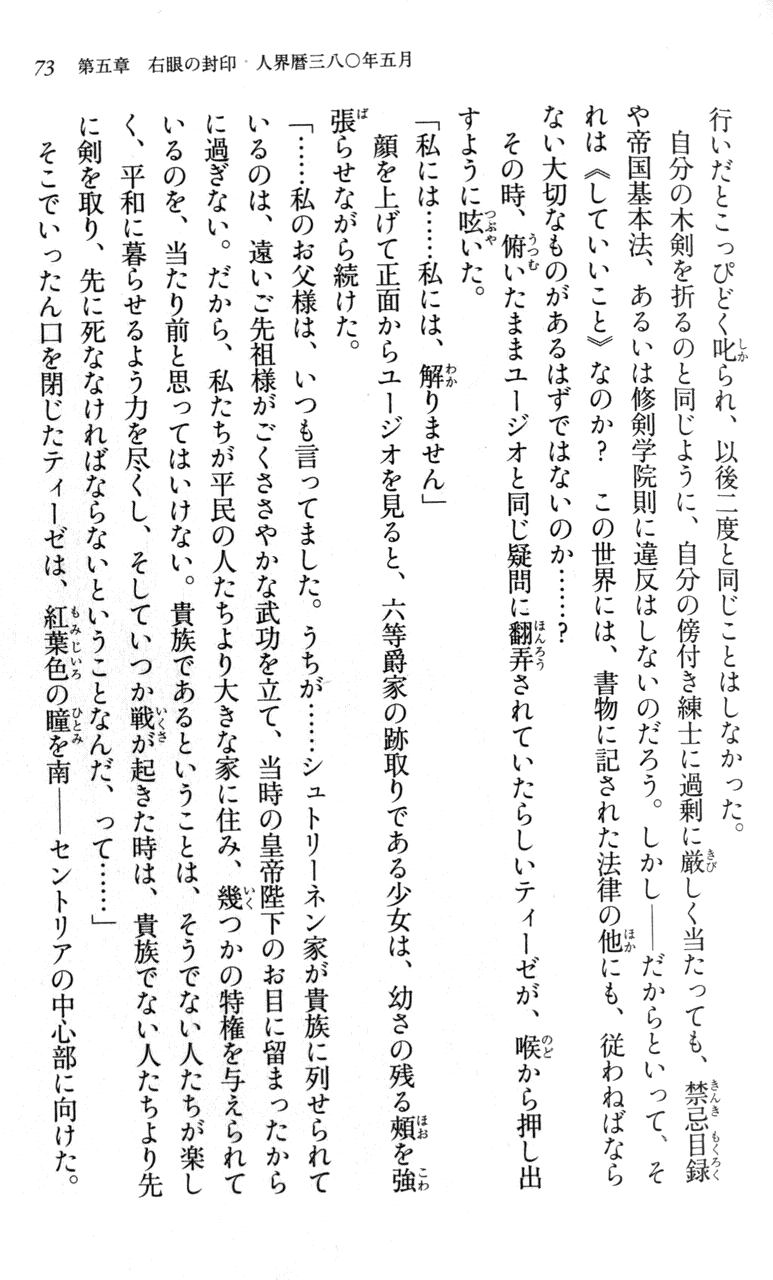 73 第五章 右眼の封印・人界暦三八〇年五月
行いだとこっぴどく叱られ、以後二度と同じことはしなかった。
自分の木剣を折るのと同じように、自分の傍付き練士に過剰に厳しく当たっても、禁忌目録
や帝国基本法、あるいは修剣学院則に違反はしないのだろう。しかし――だからといって、そ
れは《していいこと》なのか？ この世界には、書物に記された法律の他にも、従わねばなら
ない大切なものがあるはずではないのか……？
その時、俯いたままユージオと同じ疑問に翻弄されていたらしいティーゼが、喉から押し出
すように呟いた。
「私には……私には、解りません」
顔を上げて正面からユージオを見ると、六等爵家の跡取りである少女は、幼さの残る頰を強
張らせながら続けた。
「……私のお父様は、いつも言ってました。うちが……シュトリーネン家が貴族に列せられて
いるのは、遠いご先祖様がごくささやかな武功を立て、当時の皇帝陛下のお目に留まったから
に過ぎない。だから、私たちが平民の人たちより大きな家に住み、幾つかの特権を与えられて
いるのを、当たり前と思ってはいけない。貴族であるということは、そうでない人たちが楽し
く、平和に暮らせるよう力を尽くし、そしていつか戦が起きた時は、貴族でない人たちより先
に剣を取り、先に死ななければならないということなんだ、って……」
そこでいったん口を閉じたティーゼは、紅葉色の瞳を南――セントリアの中心部に向けた。